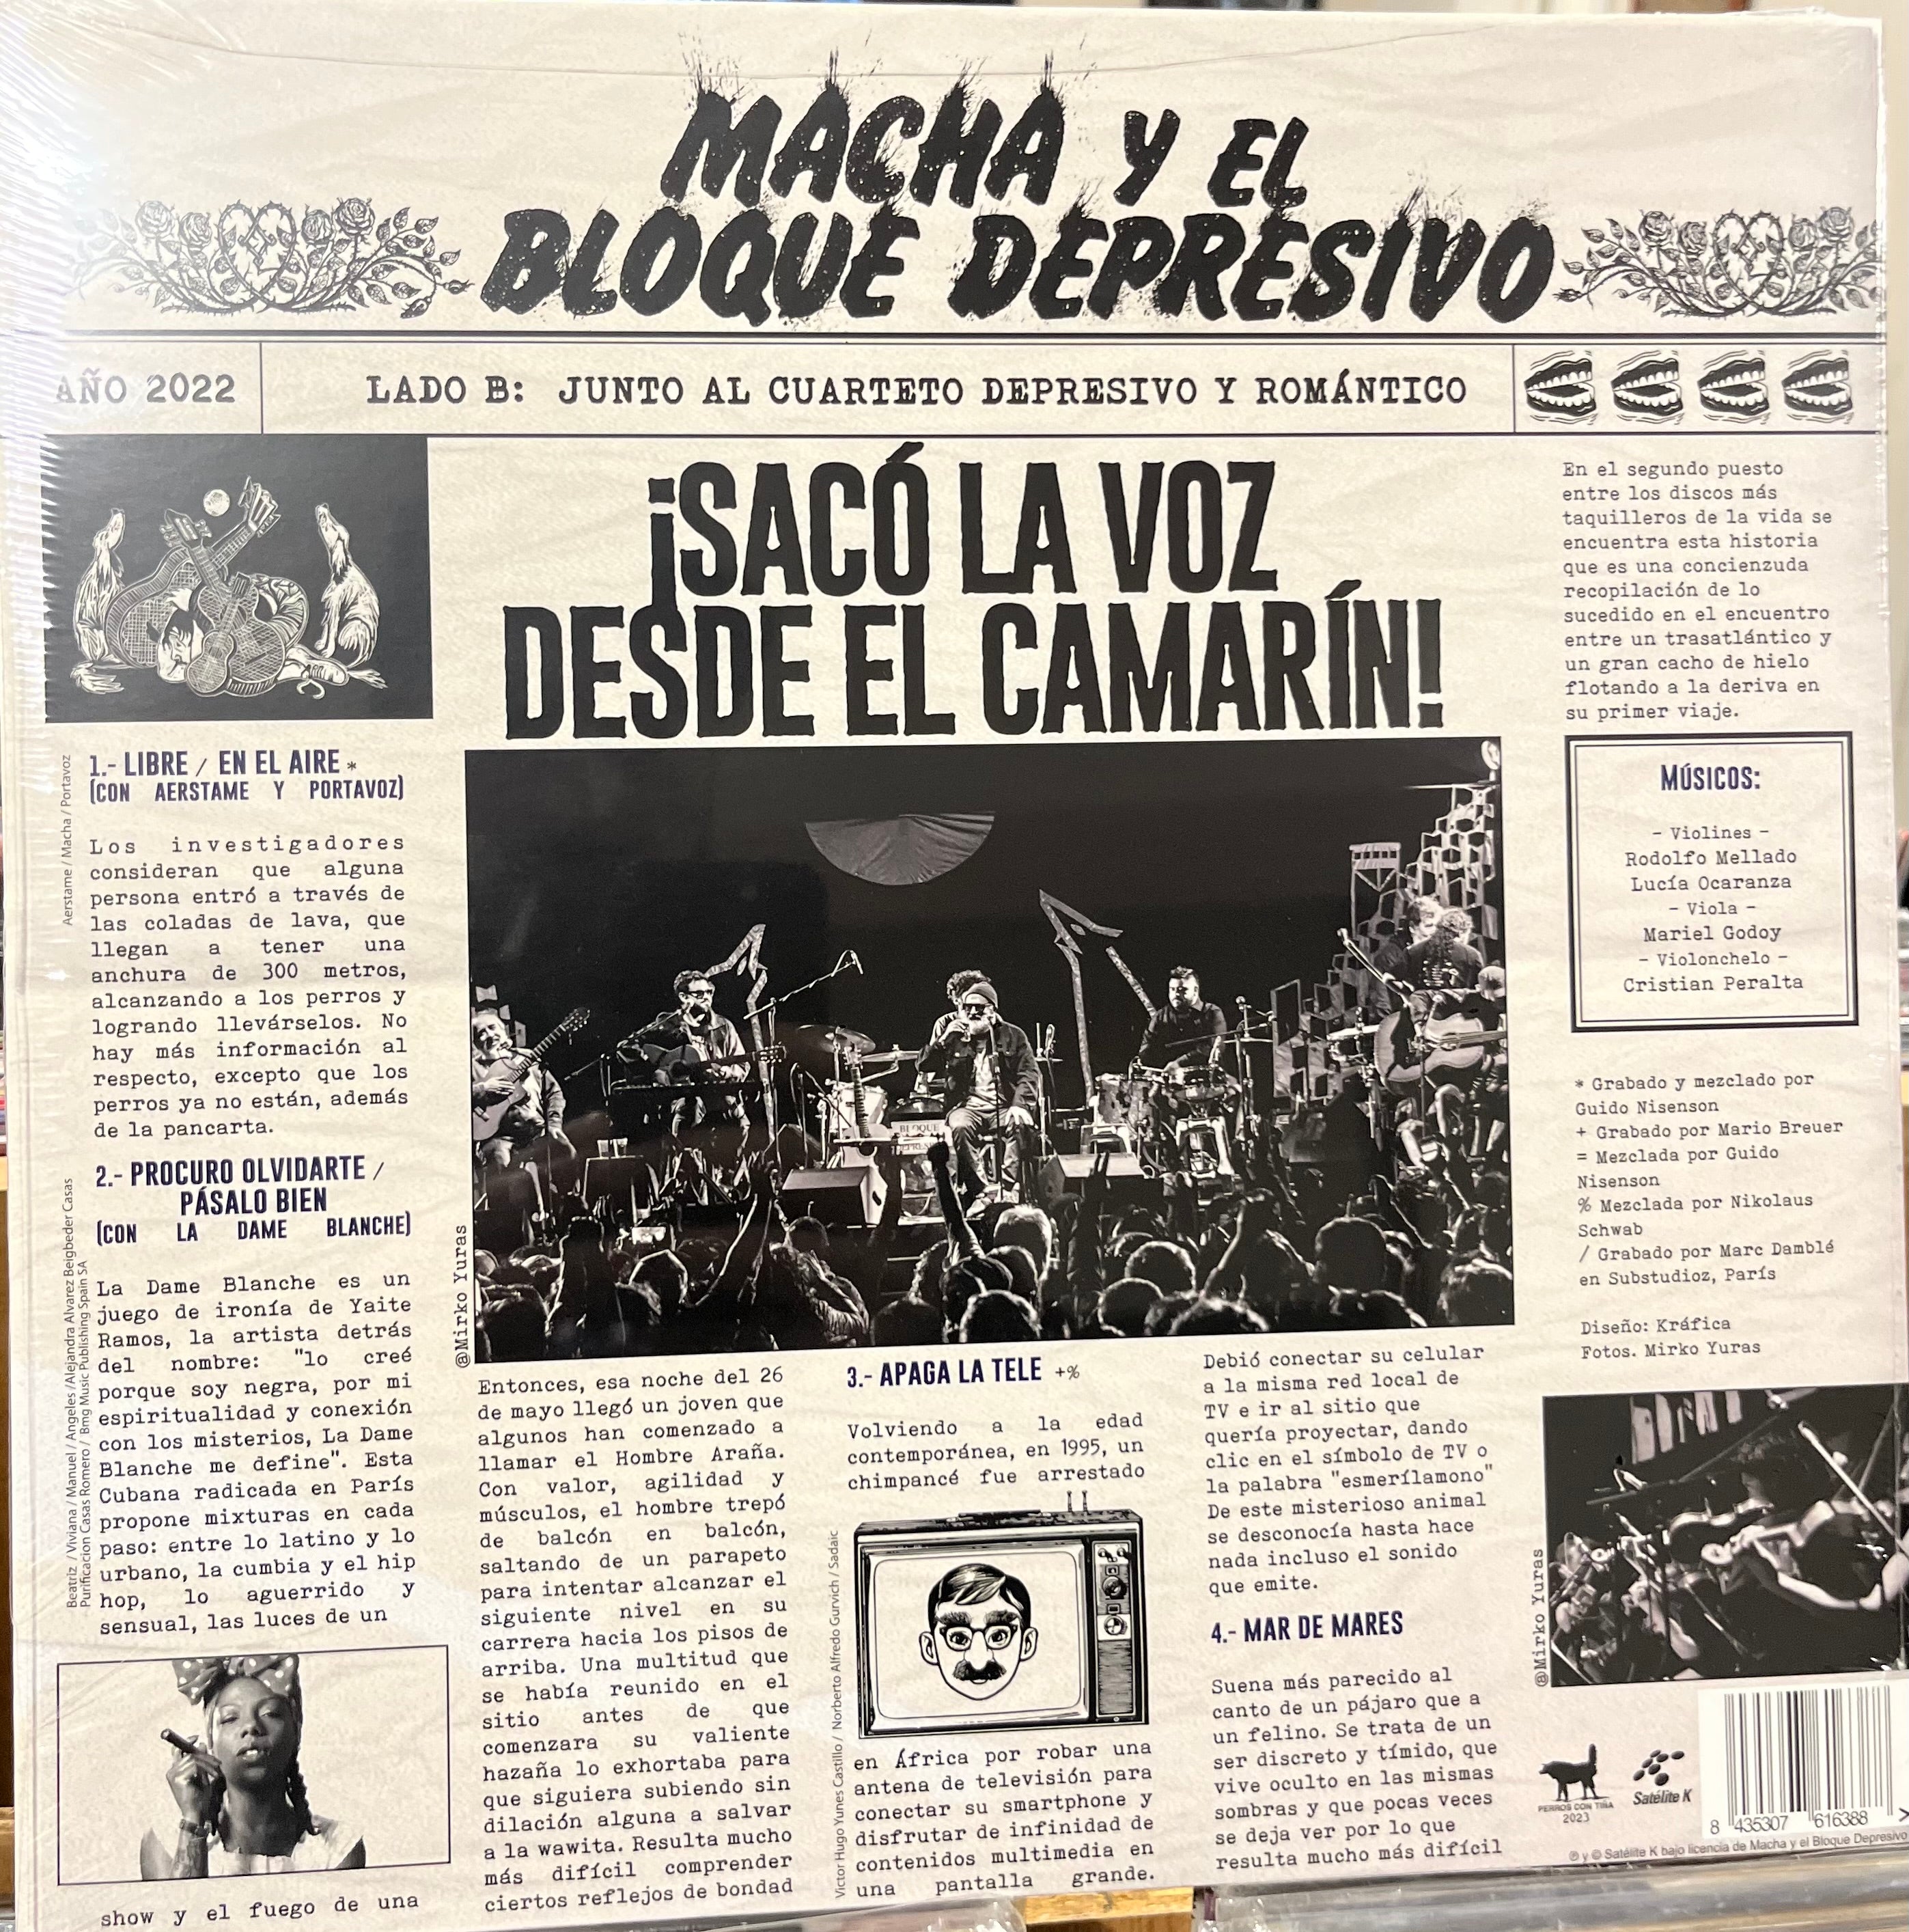 MACHA Y EL
BLOQUE DEPRESIVO
AÑO 2022
LADO B: JUNTO AL CUARTETO DEPRESIVO Y ROMÁNTICO
¡SACÓ LA VOZ
DESDE EL CAMARÍN!
Aerstame / Macha / Portavoz
1.- LIBRE / EN EL AIRE *
(CON AERSTAME Y PORTAVOZ)
Los investigadores
consideran que alguna
persona entró a través de
las coladas de lava, que
llegan a tener una
anchura de 300 metros,
alcanzando a los perros y
logrando llevárselos. No
hay más información al
respecto, excepto que los
perros ya no están, además
de la pancarta.
Beatriz / Viviana / Manuel / Angeles /Alejandra Alvarez Beigbeder Casas
Purificacion Casas Romero / Bmg Music Publishing Spain SA
2.- PROCURO OLVIDARTE /
PÁSALO BIEN
(CON LA DAME BLANCHE)
La Dame Blanche es un
juego de ironía de Yaite
Ramos, la artista detrás
del nombre: "lo creé
porque soy negra, por mi
espiritualidad y conexión
con los misterios, La Dame
Blanche me define". Esta
Cubana radicada en París
propone mixturas en cada
paso: entre lo latino y lo
urbano, la cumbia y el hip
hop, lo aguerrido y
sensual, las luces de un
show y el fuego de una
@Mirko Yuras
BLOQUE
Entonces, esa noche del 26
de mayo llegó un joven que
algunos han comenzado a
llamar el Hombre Araña.
Con valor, agilidad y
músculos, el hombre trepó
de balcón en balcón,
saltando de un parapeto
para intentar alcanzar el
siguiente nivel en su
carrera hacia los pisos de
arriba. Una multitud que
se había reunido en el
sitio antes de que
comenzara su valiente
hazaña lo exhortaba para
que siguiera subiendo sin
dilación alguna a salvar
a la wawita. Resulta mucho
más difícil comprender
ciertos reflejos de bondad
3.- APAGA LA TELE +%
Volviendo a la edad
contemporánea, en 1995, un
chimpancé fue arrestado
Victor Hugo Yunes Castillo / Norberto Alfredo Gurvich / Sadaic
en África por robar una
antena de televisión para
conectar su smartphone y
disfrutar de infinidad de
contenidos multimedia en
una pantalla grande.
Debió conectar su celular
a la misma red local de
TV e ir al sitio que
quería proyectar, dando
clic en el símbolo de TV o
la palabra "esmerílamono"
De este misterioso animal
se desconocía hasta hace
nada incluso el sonido
que emite.
4.- MAR DE MARES
Suena más parecido al
canto de un pájaro que a
un felino. Se trata de un
ser discreto y tímido, que
vive oculto en las mismas
sombras y que pocas veces
se deja ver por lo que
resulta mucho más difícil
En el segundo puesto
entre los discos más
taquilleros de la vida se
encuentra esta historia
que es una concienzuda
recopilación de lo
sucedido en el encuentro
entre un trasatlántico y
un gran cacho de hielo
flotando a la deriva en
su primer viaje.
MÚSICOS:
- Violines -
Rodolfo Mellado
Lucía Ocaranza
- Viola -
Mariel Godoy
- Violonchelo -
Cristian Peralta
* Grabado y mezclado por
Guido Nisenson
+ Grabado por Mario Breuer
= Mezclada por Guido
Nisenson
% Mezclada por Nikolaus
Schwab
/ Grabado por Marc Damblé
en Substudioz, París
Diseño: Kráfica
Fotos. Mirko Yuras
@Mirko Yuras
PERROS CON TIÑA
2023
Satélite K
8 435307 616388 >
℗ y © Satélite K bajo licencia de Macha y el Bloque Depresivo